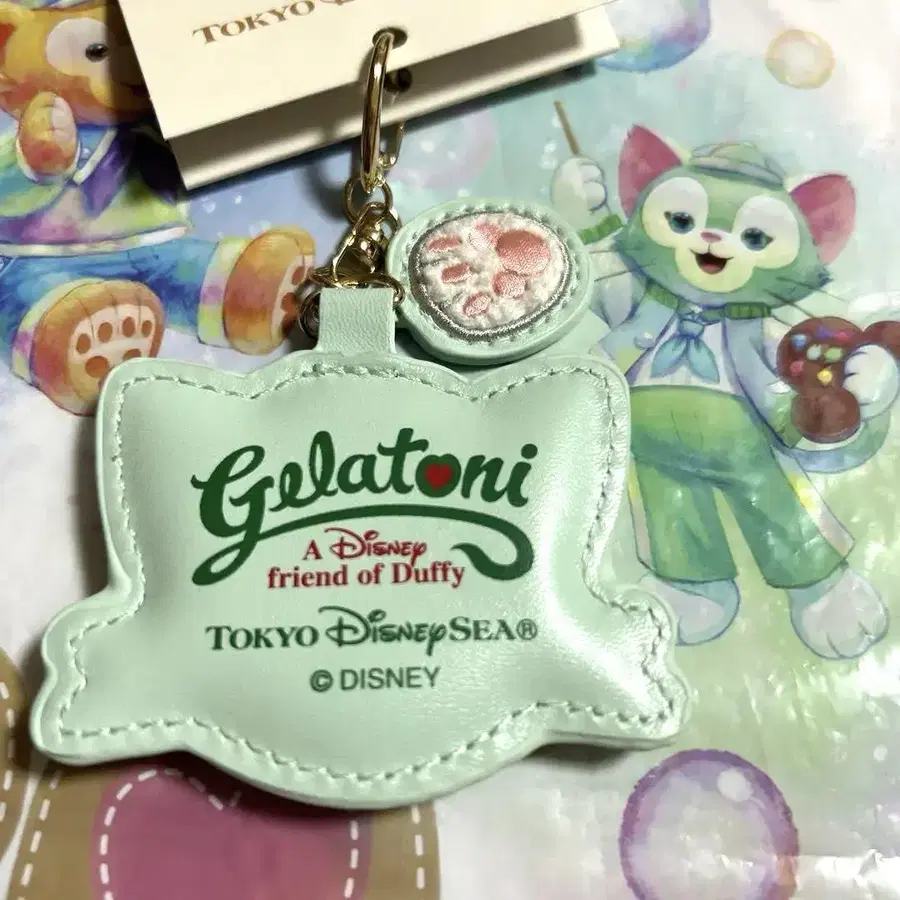 TOKYO
Gelatoni
A Disney
friend of Duffy
TOKYO DISNEYSEA®
© DISNEY